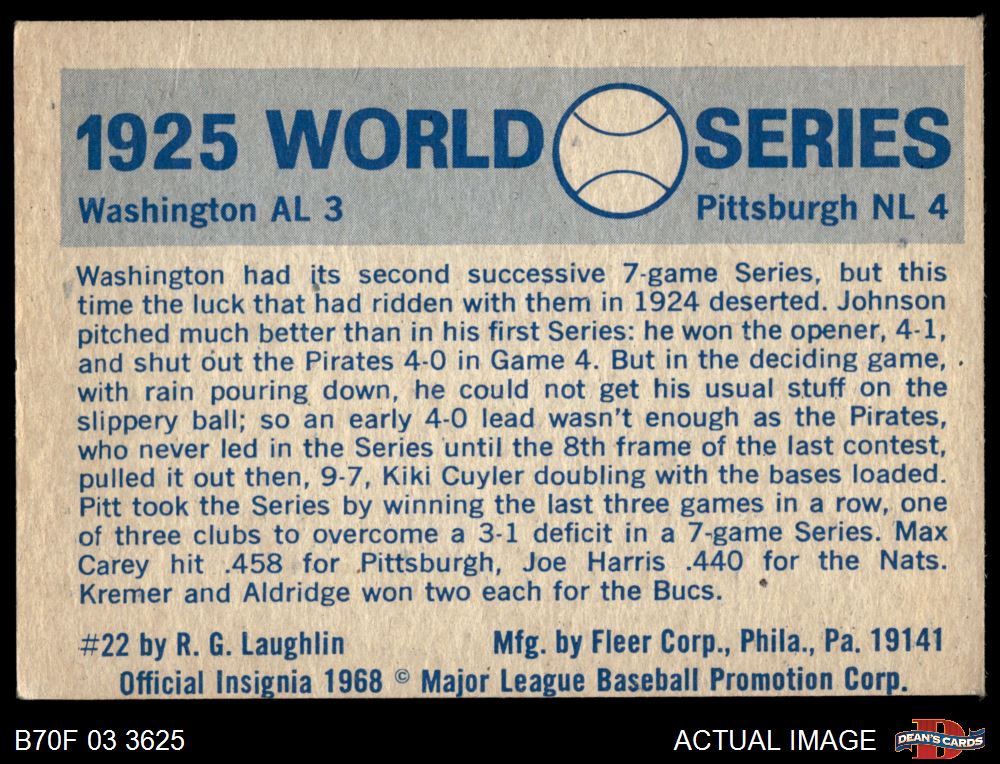 1925 WORLD SERIES
Washington AL 3 Pittsburgh NL 4
Washington had its second successive 7-game Series, but this
time the luck that had ridden with them in 1924 deserted. Johnson
pitched much better than in his first Series: he won the opener, 4-1,
and shut out the Pirates 4-0 in Game 4. But in the deciding game,
with rain pouring down, he could not get his usual stuff on the
slippery ball; so an early 4-0 lead wasn't enough as the Pirates,
who never led in the Series until the 8th frame of the last contest,
pulled it out then, 9-7, Kiki Cuyler doubling with the bases loaded.
Pitt took the Series by winning the last three games in a row, one
of three clubs to overcome a 3-1 deficit in a 7-game Series. Max
Carey hit .458 for Pittsburgh, Joe Harris .440 for the Nats.
Kremer and Aldridge won two each for the Bucs.
#22 by R. G. Laughlin Mfg. by Fleer Corp., Phila., Pa. 19141
Official Insignia 1968 © Major League Baseball Promotion Corp.
B70F 03 3625 ACTUAL IMAGE DEAN'S CARDS